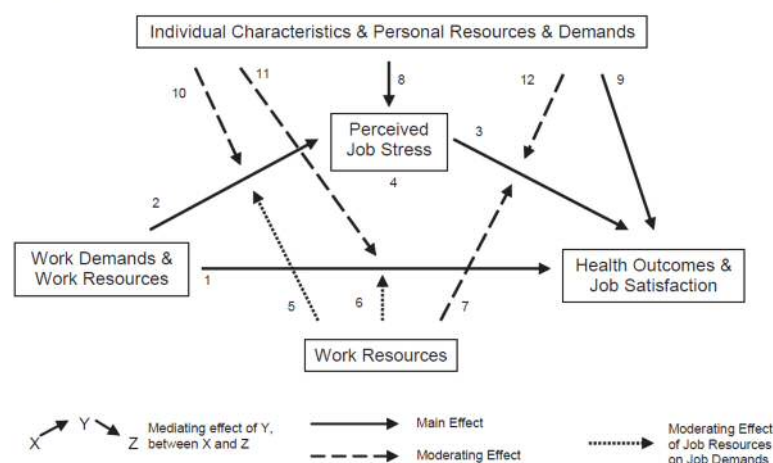 Individual Characteristics & Personal Resources & Demands
10
11
8
12
9
Perceived
Job Stress
3
4
2
Work Demands &
Work Resources
1
Health Outcomes &
Job Satisfaction
5
6
7
Work Resources
X
Y
Z
Mediating effect of Y,
between X and Z
Main Effect
Moderating Effect
Moderating Effect
of Job Resources
on Job Demands